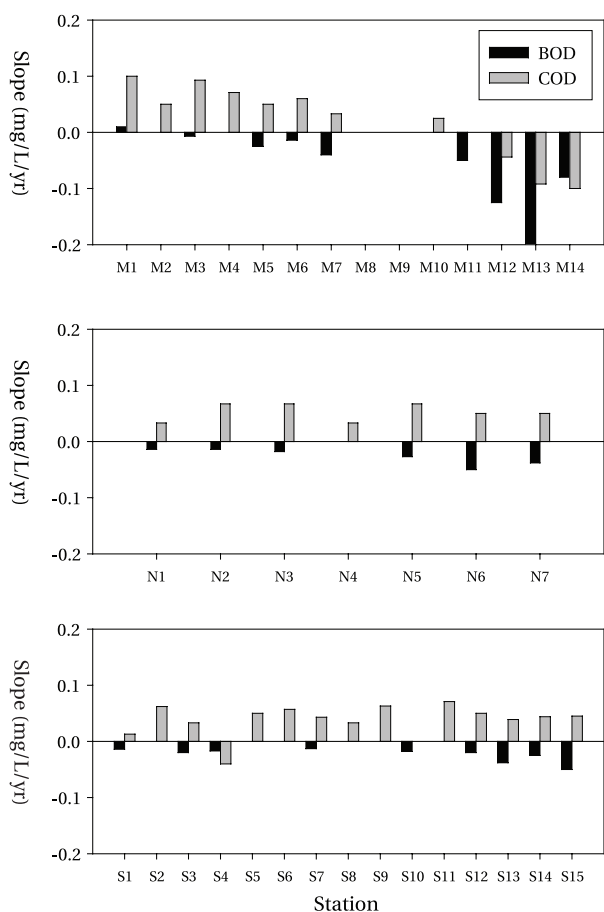 Slope (mg/L/yr)
0.2
0.1
0.0
-0.1
-0.2
BOD
COD
M1 M2 M3 M4 M5 M6 M7 M8 M9 M10 M11 M12 M13 M14
Slope (mg/L/yr)
0.2
0.1
0.0
-0.1
-0.2
N1 N2 N3 N4 N5 N6 N7
Slope (mg/L/yr)
0.2
0.1
0.0
-0.1
-0.2
S1 S2 S3 S4 S5 S6 S7 S8 S9 S10 S11 S12 S13 S14 S15
Station